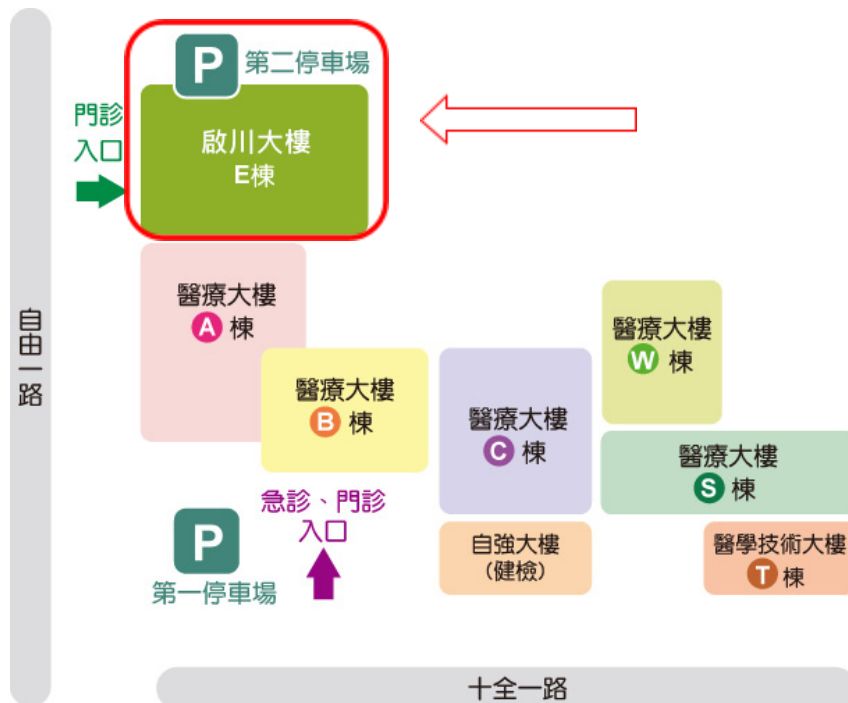 P 第二停車場
門診
入口
啟川大樓
E棟
自由一路
醫療大樓
A 棟
醫療大樓
B 棟
醫療大樓
C 棟
醫療大樓
W 棟
醫療大樓
S 棟
急診、門診
入口
P
第一停車場
自強大樓
(健檢)
醫學技術大樓
T 棟
十全一路